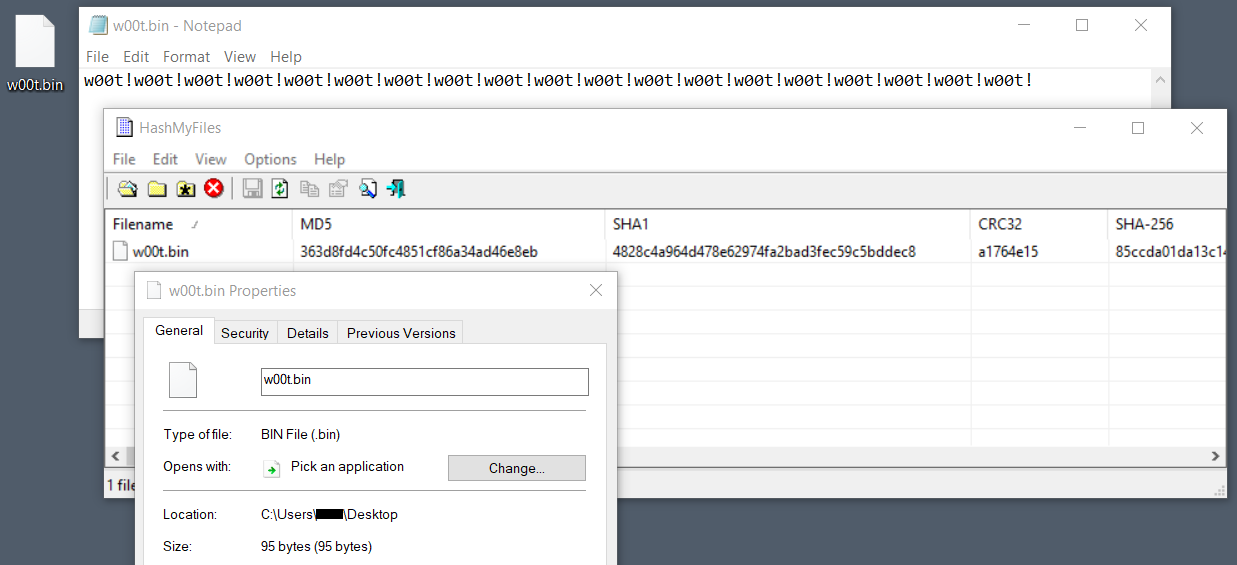 w00t.bin
w00t.bin - Notepad
File Edit Format View Help
w00t!w00t!w00t!w00t!w00t!w00t!w00t!w00t!w00t!w00t!w00t!w00t!w00t!w00t!w00t!w00t!w00t!w00t!w00t!
HashMyFiles
File Edit View Options Help
Filename MD5 SHA1 CRC32 SHA-256
w00t.bin 363d8fd4c50fc4851cf86a34ad46e8eb 4828c4a964d478e62974fa2bad3fec59c5bddec8 a1764e15 85ccda01da13c14
1 file
w00t.bin Properties
General Security Details Previous Versions
w00t.bin
Type of file: BIN File (.bin)
Opens with: Pick an application Change...
Location: C:\Users\ \Desktop
Size: 95 bytes (95 bytes)